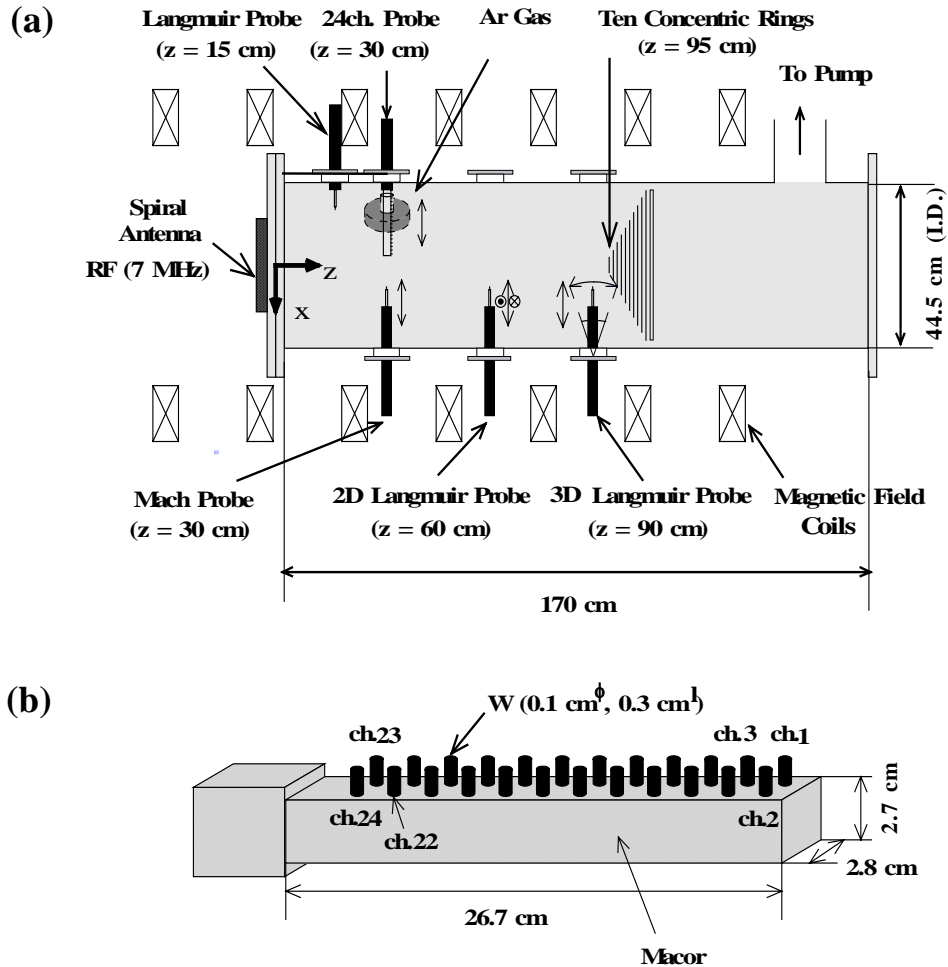 (a)
Langmuir Probe
(z = 15 cm)
24ch. Probe
(z = 30 cm)
Ar Gas
Ten Concentric Rings
(z = 95 cm)
To Pump
Spiral
Antenna
RF (7 MHz)
z
x
44.5 cm (I.D.)
Mach Probe
(z = 30 cm)
2D Langmuir Probe
(z = 60 cm)
3D Langmuir Probe
(z = 90 cm)
Magnetic Field
Coils
170 cm
(b)
W (0.1 cmϕ, 0.3 cml)
ch.23
ch.3
ch.1
ch.24
ch.22
ch.2
2.7 cm
2.8 cm
26.7 cm
Macor